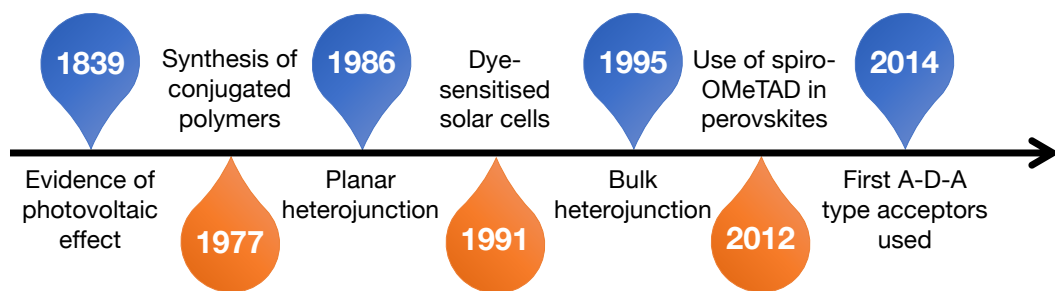 1839
Evidence of
photovoltaic
effect
Synthesis of
conjugated
polymers
1977
1986
Planar
heterojunction
Dye-
sensitised
solar cells
1991
1995
Bulk
heterojunction
Use of spiro-
OMeTAD in
perovskites
2012
2014
First A-D-A
type acceptors
used